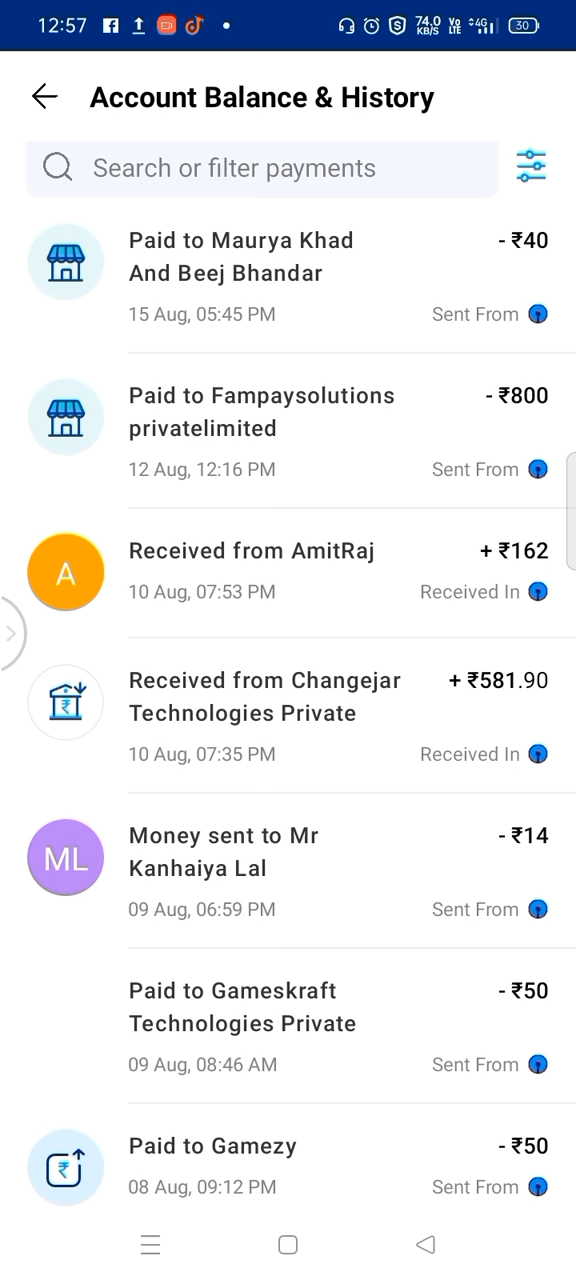 12:57 74.0 KB/S Vo LTE 4G 30
Account Balance & History
Search or filter payments
Paid to Maurya Khad - ₹40
And Beej Bhandar
15 Aug, 05:45 PM Sent From
Paid to Fampaysolutions - ₹800
privatelimited
12 Aug, 12:16 PM Sent From
A
Received from AmitRaj + ₹162
10 Aug, 07:53 PM Received In
Received from Changejar + ₹581.90
Technologies Private
10 Aug, 07:35 PM Received In
ML
Money sent to Mr - ₹14
Kanhaiya Lal
09 Aug, 06:59 PM Sent From
Paid to Gameskraft - ₹50
Technologies Private
09 Aug, 08:46 AM Sent From
Paid to Gamezy - ₹50
08 Aug, 09:12 PM Sent From